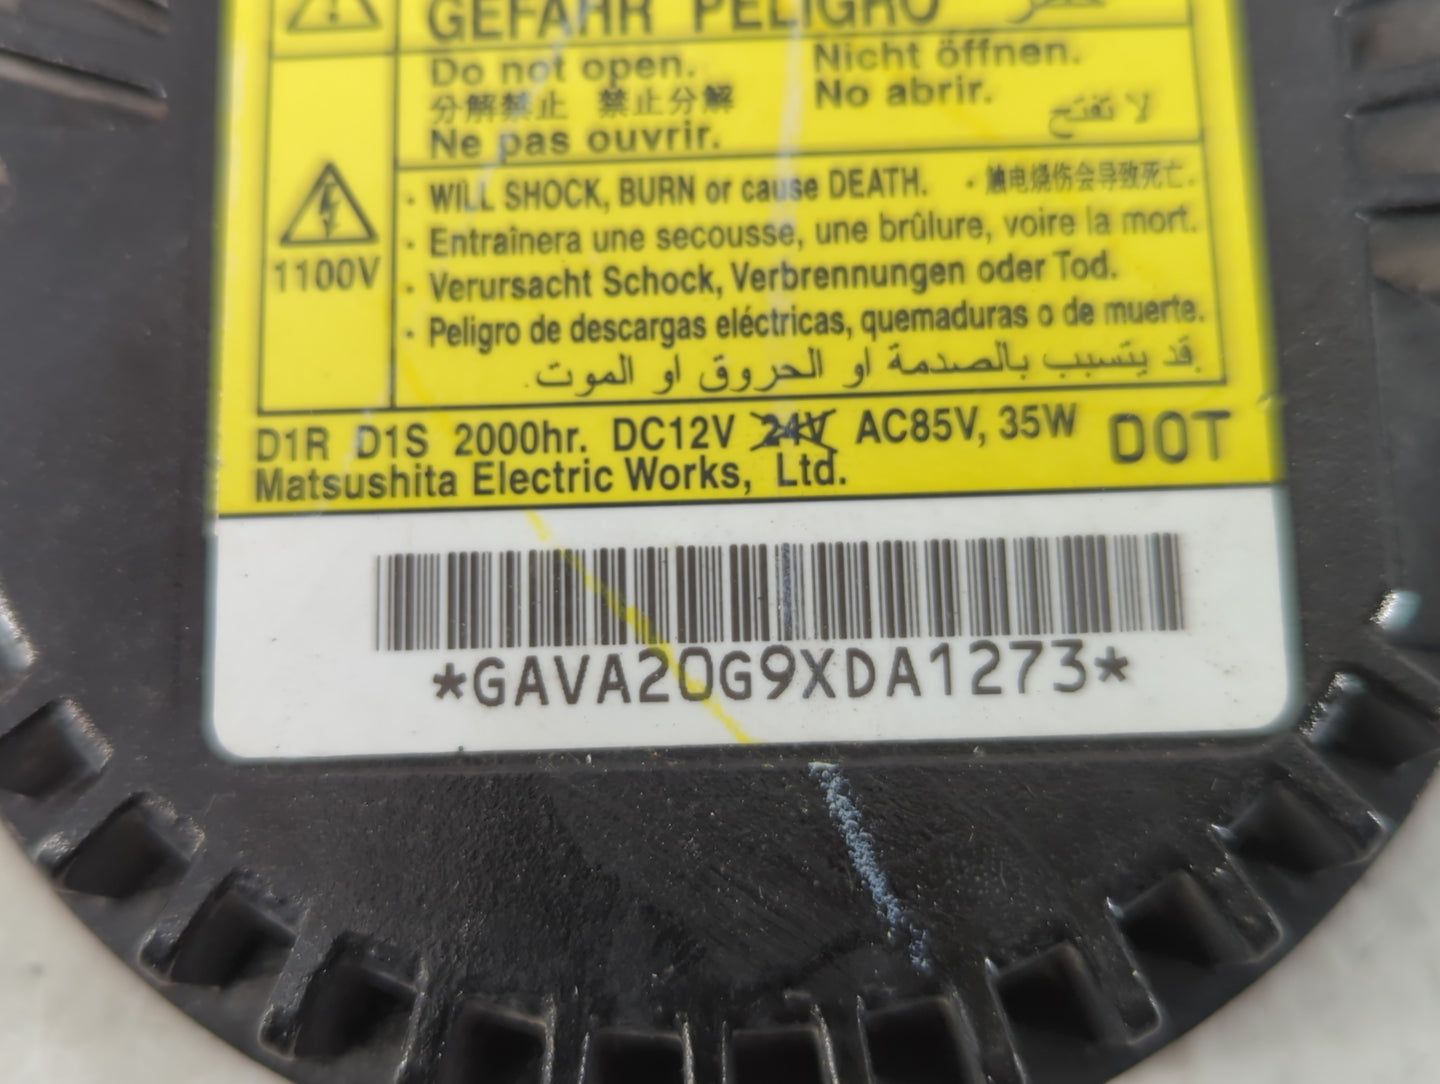 GEFAHR PELIGRO خطر
Do not open. Nicht öffnen.
分解禁止 禁止分解 No abrir.
Ne pas ouvrir. لا تفتح
· WILL SHOCK, BURN or cause DEATH. · 触电烧伤会导致死亡.
· Entraînera une secousse, une brûlure, voire la mort.
1100V
· Verursacht Schock, Verbrennungen oder Tod.
· Peligro de descargas eléctricas, quemaduras o de muerte.
قد يتسبب بالصدمة او الحروق او الموت.
D1R D1S 2000hr. DC12V 24V AC85V, 35W DOT
Matsushita Electric Works, Ltd.
*GAVA20G9XDA1273*